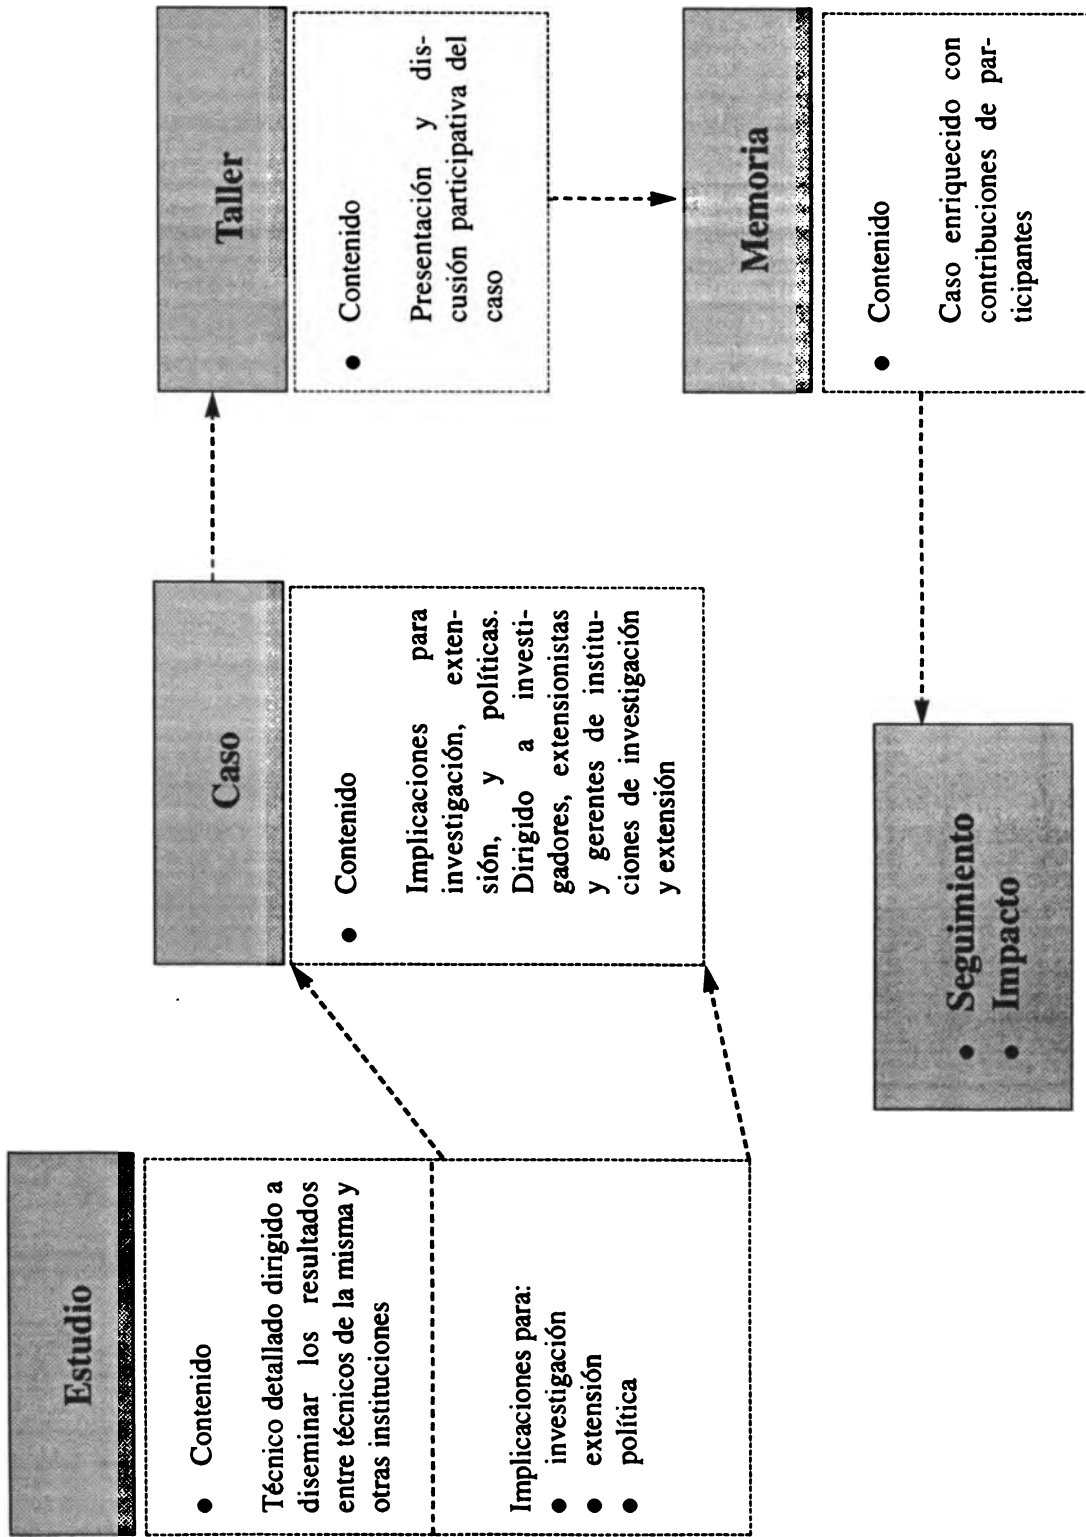 Estudio
● Contenido
Técnico detallado dirigido a
diseminar los resultados
entre técnicos de la misma y
otras instituciones
Implicaciones para:
● investigación
● extensión
● política
Caso
● Contenido
Implicaciones para
investigación, exten-
sión, y políticas.
Dirigido a investi-
gadores, extensionistas
y gerentes de institu-
ciones de investigación
y extensión
Taller
● Contenido
Presentación y dis-
cusión participativa del
caso
Memoria
● Contenido
Caso enriquecido con
contribuciones de par-
ticipantes
● Seguimiento
● Impacto